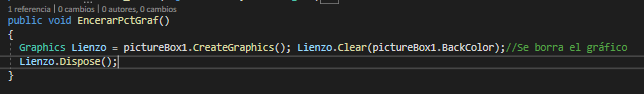 1 referencia | 0 cambios | 0 autores, 0 cambios
public void EncerarPctGraf()
{
Graphics Lienzo = pictureBox1.CreateGraphics(); Lienzo.Clear(pictureBox1.BackColor);//Se borra el gráfico
Lienzo.Dispose();
}